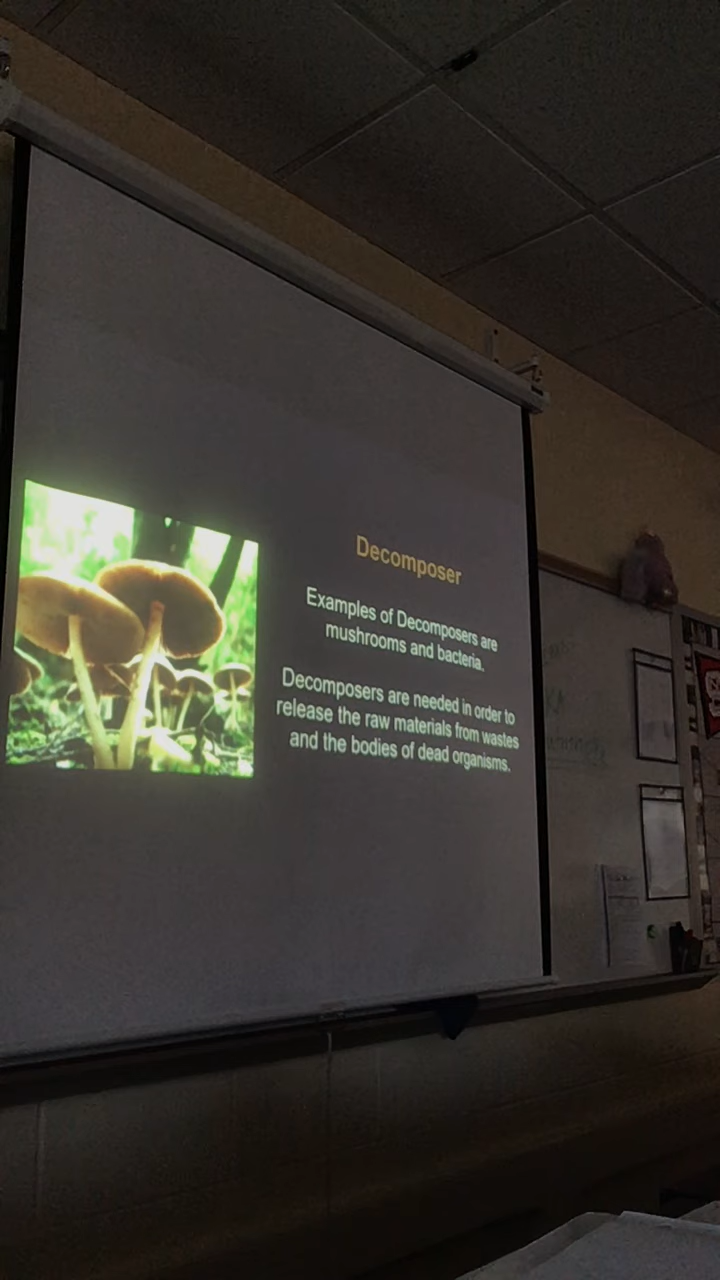 Decomposer
Examples of Decomposers are
mushrooms and bacteria.
Decomposers are needed in order to
release the raw materials from wastes
and the bodies of dead organisms.